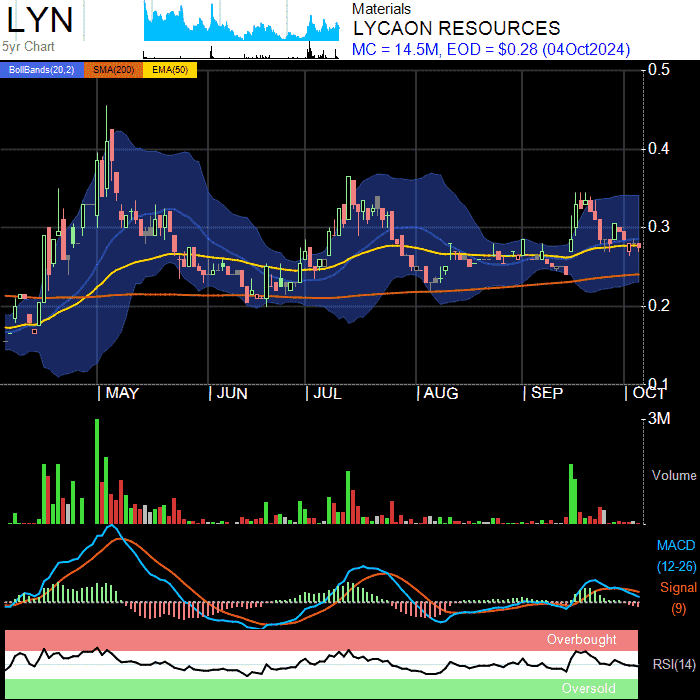 LYN
5yr Chart
Materials
LYCAON RESOURCES
MC = 14.5M, EOD = $0.28 (04Oct2024)
BollBands(20,2) SMA(200) EMA(50)
0.5
0.4
0.3
0.2
0.1
MAY JUN JUL AUG SEP OCT
3M
Volume
MACD
(12-26)
Signal
(9)
Overbought
RSI(14)
Oversold